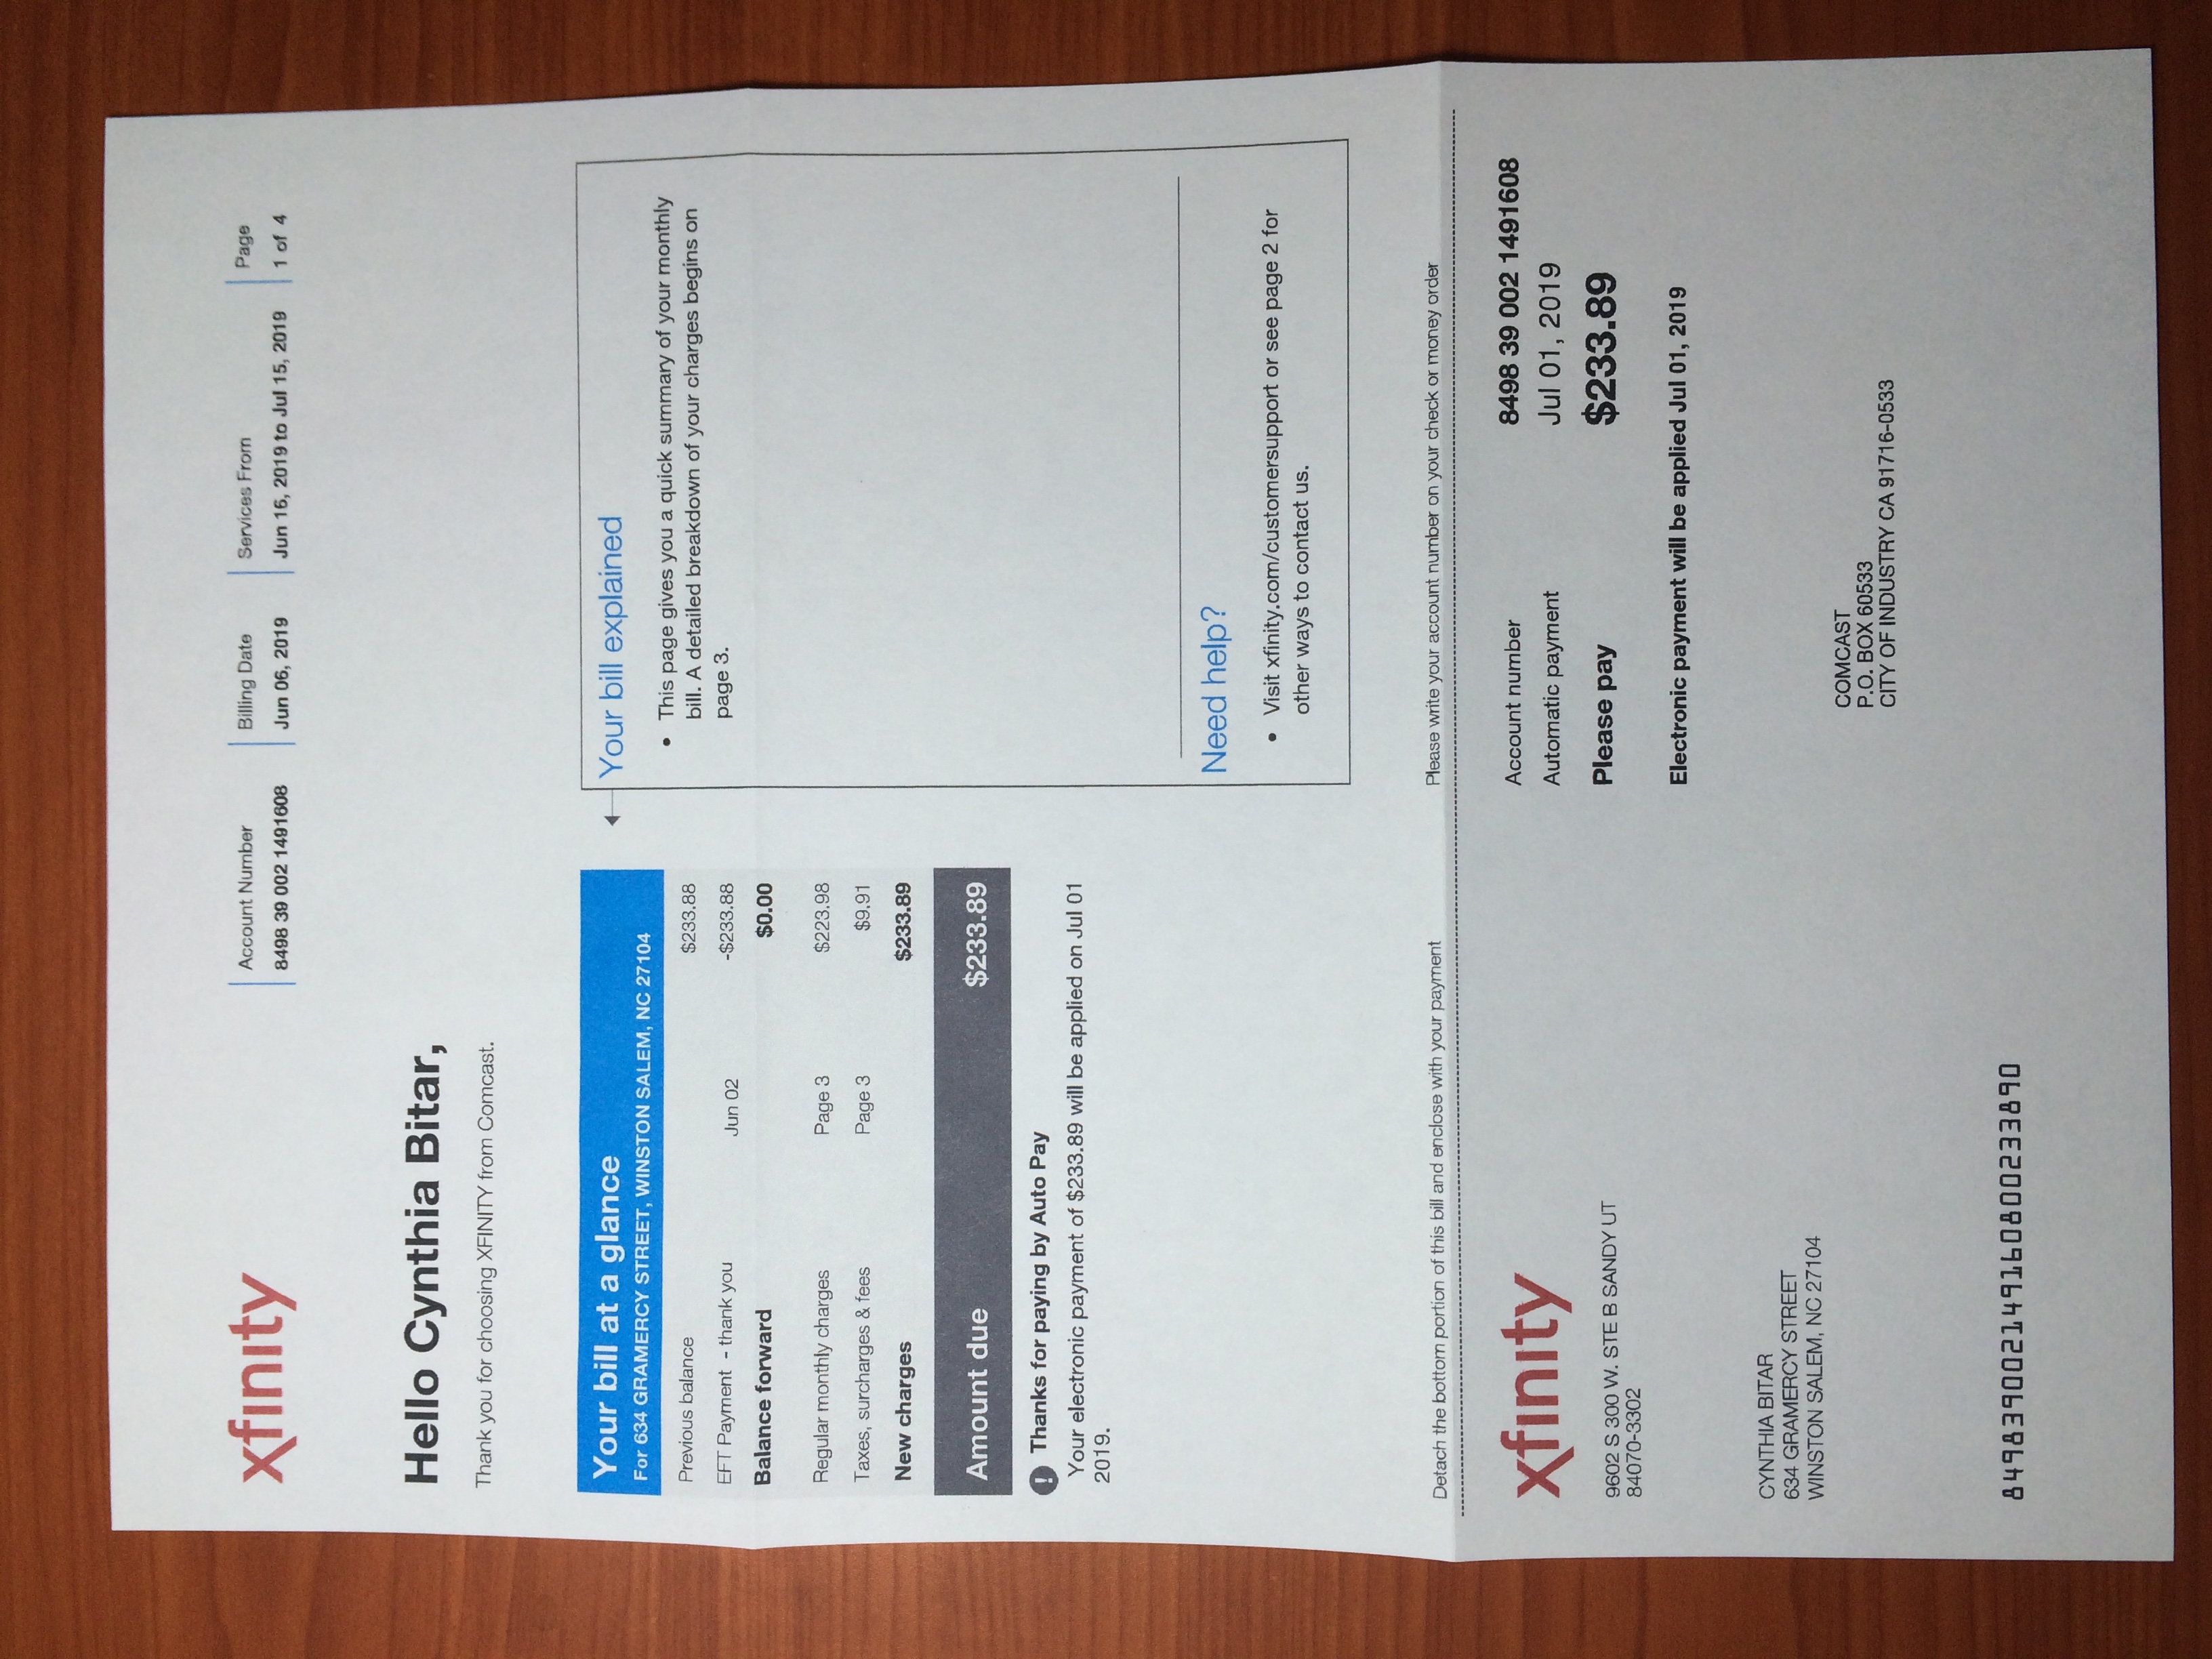 xfinity
Account Number
8498 39 002 1491608
Billing Date
Jun 06, 2019
Services From
Jun 16, 2019 to Jul 15, 2019
Page
1 of 4
Hello Cynthia Bitar,
Thank you for choosing XFINITY from Comcast.
Your bill at a glance
For 634 GRAMERCY STREET, WINSTON SALEM, NC 27104
Previous balance $233.88
EFT Payment - thank you Jun 02 -$233.88
Balance forward $0.00
Regular monthly charges Page 3 $223.98
Taxes, surcharges & fees Page 3 $9.91
New charges $233.89
Amount due $233.89
! Thanks for paying by Auto Pay
Your electronic payment of $233.89 will be applied on Jul 01
2019.
Your bill explained
• This page gives you a quick summary of your monthly
bill. A detailed breakdown of your charges begins on
page 3.
Need help?
• Visit xfinity.com/customersupport or see page 2 for
other ways to contact us.
Detach the bottom portion of this bill and enclose with your payment
Please write your account number on your check or money order
xfinity
9602 S 300 W. STE B SANDY UT
84070-3302
Account number 8498 39 002 1491608
Automatic payment Jul 01, 2019
Please pay $233.89
Electronic payment will be applied Jul 01, 2019
CYNTHIA BITAR
634 GRAMERCY STREET
WINSTON SALEM, NC 27104
COMCAST
P.O. BOX 60533
CITY OF INDUSTRY CA 91716-0533
849839002149160800233890